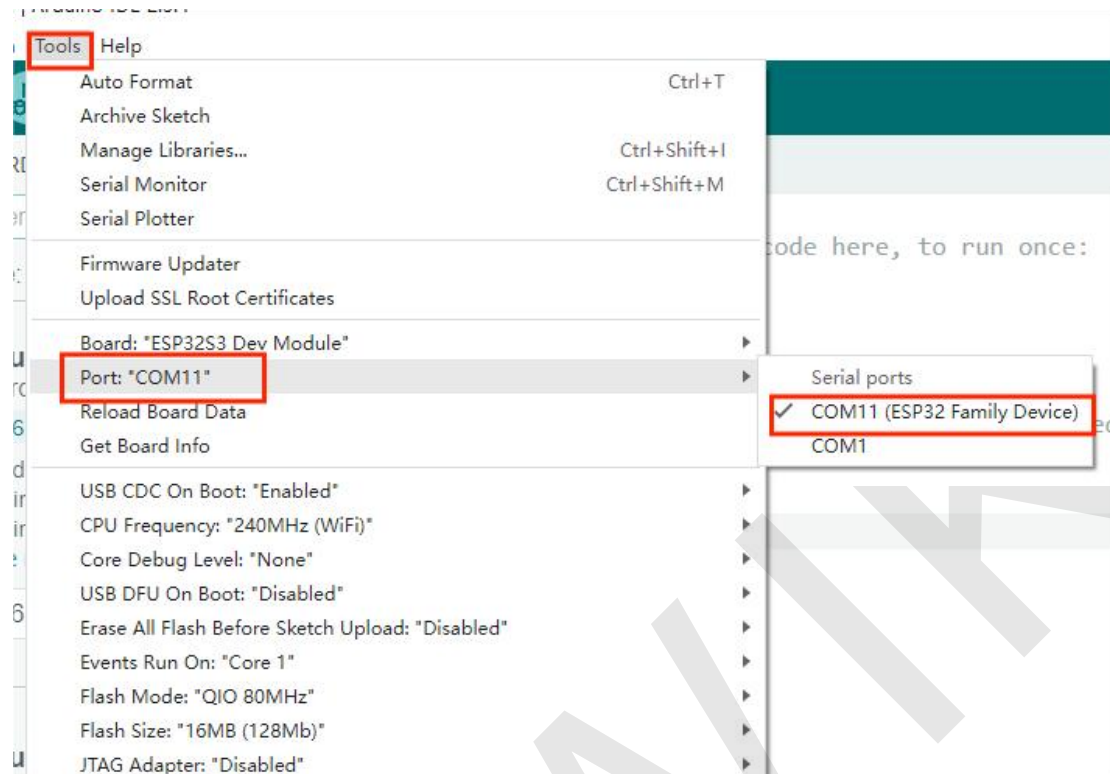 Tools Help
Auto Format Ctrl+T
Archive Sketch
Manage Libraries... Ctrl+Shift+I
Serial Monitor Ctrl+Shift+M
Serial Plotter
code here, to run once:
Firmware Updater
Upload SSL Root Certificates
Board: "ESP32S3 Dev Module"
Port: "COM11"
Serial ports
Reload Board Data
✓ COM11 (ESP32 Family Device)
Get Board Info
COM1
USB CDC On Boot: "Enabled"
CPU Frequency: "240MHz (WiFi)"
Core Debug Level: "None"
USB DFU On Boot: "Disabled"
Erase All Flash Before Sketch Upload: "Disabled"
Events Run On: "Core 1"
Flash Mode: "QIO 80MHz"
Flash Size: "16MB (128Mb)"
JTAG Adapter: "Disabled"